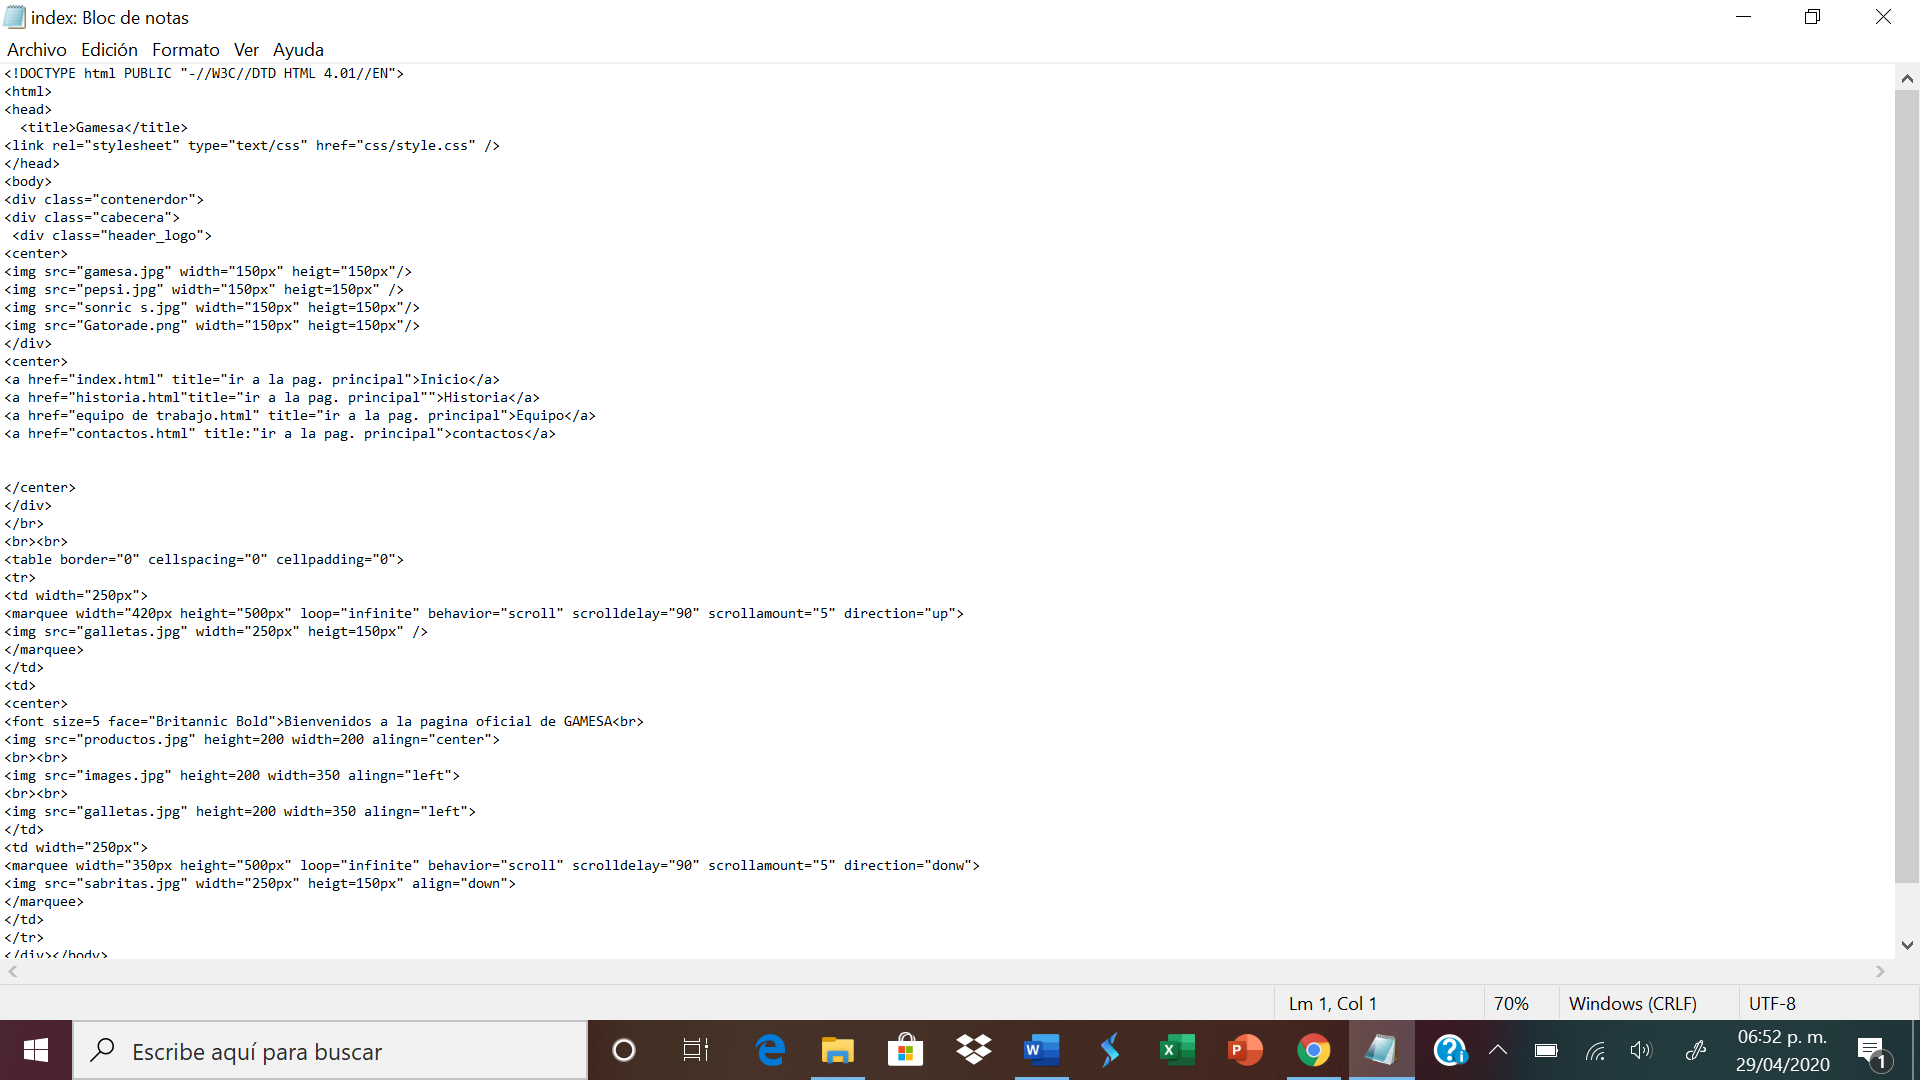 index: Bloc de notas
Archivo Edición Formato Ver Ayuda
<!DOCTYPE html PUBLIC "-//W3C//DTD HTML 4.01//EN">
<html>
<head>
  <title>Gamesa</title>
<link rel="stylesheet" type="text/css" href="css/style.css" />
</head>
<body>
<div class="contenerdor">
<div class="cabecera">
 <div class="header_logo">
<center>
<img src="gamesa.jpg" width="150px" heigt="150px"/>
<img src="pepsi.jpg" width="150px" heigt=150px" />
<img src="sonric s.jpg" width="150px" heigt=150px"/>
<img src="Gatorade.png" width="150px" heigt=150px"/>
</div>
<center>
<a href="index.html" title="ir a la pag. principal">Inicio</a>
<a href="historia.html"title="ir a la pag. principal"">Historia</a>
<a href="equipo de trabajo.html" title="ir a la pag. principal">Equipo</a>
<a href="contactos.html" title:"ir a la pag. principal">contactos</a>
</center>
</div>
</br>
<br><br>
<table border="0" cellspacing="0" cellpadding="0">
<tr>
<td width="250px">
<marquee width="420px height="500px" loop="infinite" behavior="scroll" scrolldelay="90" scrollamount="5" direction="up">
<img src="galletas.jpg" width="250px" heigt=150px" />
</marquee>
</td>
<td>
<center>
<font size=5 face="Britannic Bold">Bienvenidos a la pagina oficial de GAMESA<br>
<img src="productos.jpg" height=200 width=200 alingn="center">
<br><br>
<img src="images.jpg" height=200 width=350 alingn="left">
<br><br>
<img src="galletas.jpg" height=200 width=350 alingn="left">
</td>
<td width="250px">
<marquee width="350px height="500px" loop="infinite" behavior="scroll" scrolldelay="90" scrollamount="5" direction="donw">
<img src="sabritas.jpg" width="250px" heigt=150px" align="down">
</marquee>
</td>
</tr>
</div></body>
Lm 1, Col 1 70% Windows (CRLF) UTF-8
Escribe aquí para buscar
06:52 p. m.
29/04/2020
1